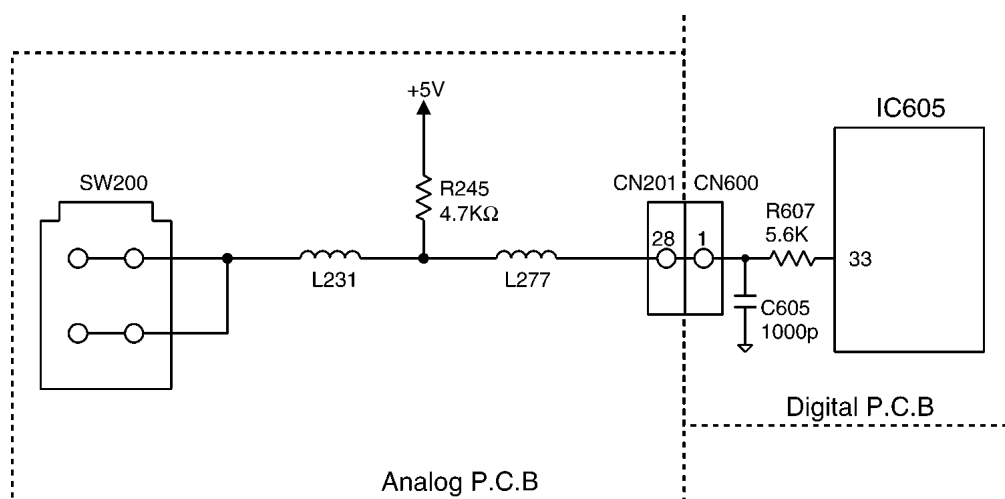 +5V
IC605
SW200
R245
4.7KΩ
CN201
CN600
R607
5.6K
28
1
33
L231
L277
C605
1000p
Digital P.C.B
Analog P.C.B